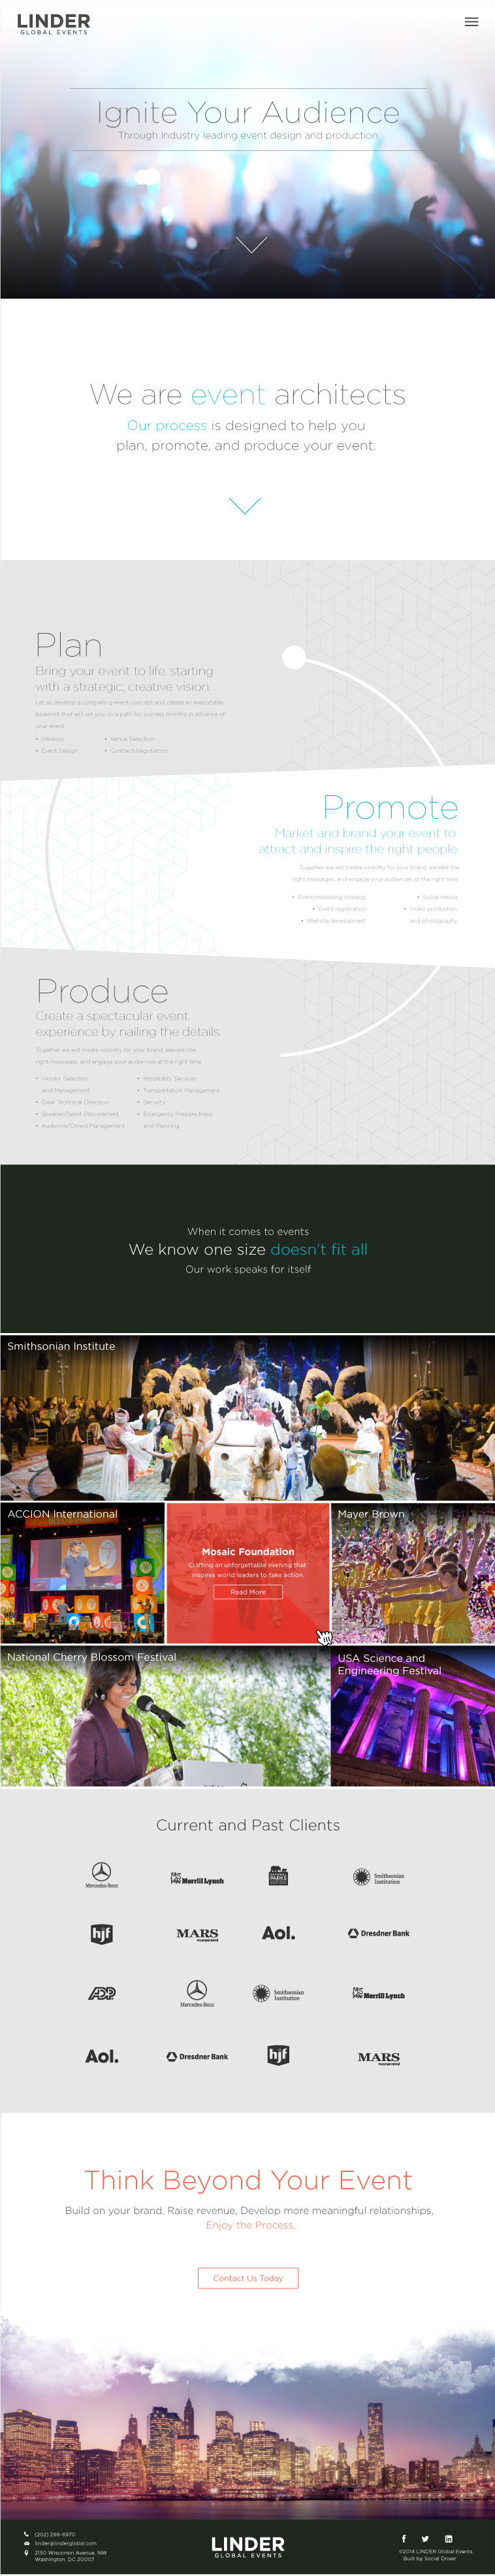 LINDER
GLOBAL EVENTS
Ignite Your Audience
Through Industry leading event design and production
We are event architects
Our process is designed to help you
plan, promote, and produce your event.
Plan
Bring your event to life, starting
with a strategic, creative vision.
Let us develop a compelling event concept and create an executable
blueprint that will set you on a path for success months in advance of
your event.
• Ideation
• Event Design
• Venue Selection
• Contract Negotiation
Promote
Market and brand your event to
attract and inspire the right people.
Together we will create visibility for your brand, elevate the
right messages, and engage your audiences at the right time.
• Event marketing strategy
• Event registration
• Website development
• Social media
• Video production
and photography
Produce
Create a spectacular event
experience by nailing the details.
Together we will create visibility for your brand, elevate the
right messages, and engage your audiences at the right time.
• Vendor Selection
and Management
• Clear Technical Direction
• Speaker/Talent Procurement
• Audience/Crowd Management
• Hospitality Services
• Transportation Management
• Security
• Emergency Preparedness
and Planning
When it comes to events
We know one size doesn't fit all
Our work speaks for itself
Smithsonian Institute
ACCION International
Mosaic Foundation
Crafting an unforgettable evening that
inspires world leaders to take action.
Read More
Mayer Brown
National Cherry Blossom Festival
USA Science and
Engineering Festival
Current and Past Clients
Mercedes-Benz
Merrill Lynch
Smithsonian
Institution
hjf
MARS
incorporated
Aol.
Dresdner Bank
ADP
Mercedes-Benz
Smithsonian
Institution
Merrill Lynch
Aol.
Dresdner Bank
hjf
MARS
incorporated
Think Beyond Your Event
Build on your brand, Raise revenue, Develop more meaningful relationships,
Enjoy the Process.
Contact Us Today
linder@linderglobal.com
2130 Wisconsin Avenue, NW
Washington, DC 20007
LINDER
GLOBAL EVENTS
©2014 LINDER Global Events
Built by Social Driver